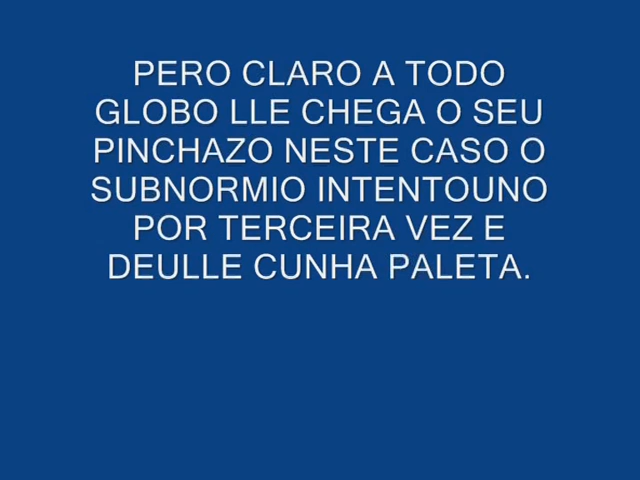 PERO CLARO A TODO
GLOBO LLE CHEGA O SEU
PINCHAZO NESTE CASO O
SUBNORMIO INTENTOUNO
POR TERCEIRA VEZ E
DEULLE CUNHA PALETA.